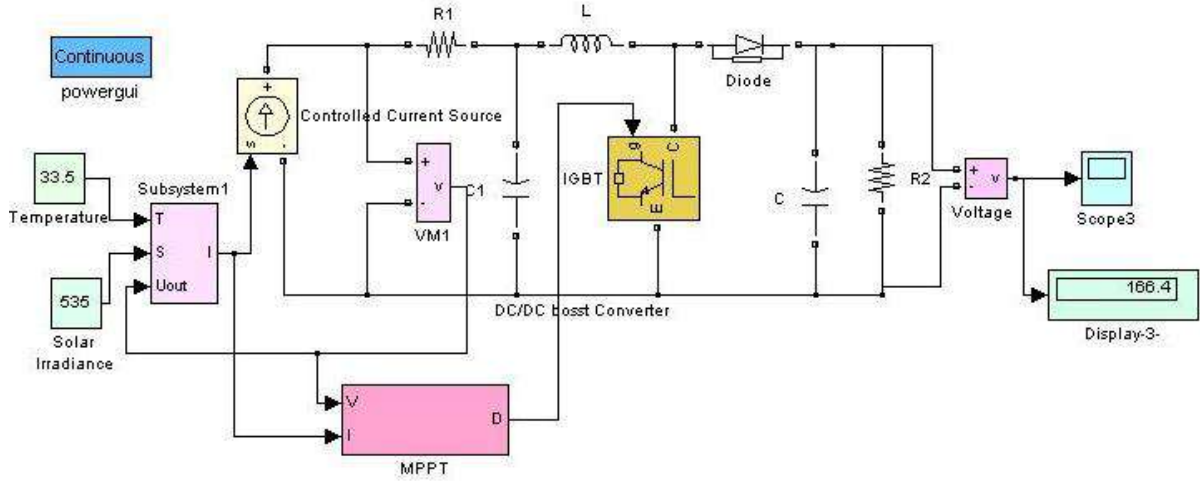 Continuous
powergui
R1
L
Diode
+
s
-
Controlled Current Source
33.5
Temperature
Subsystem1
T
S
Uout
I
535
Solar
Irradiance
+
-
v
VM1
C1
IGBT
g
C
E
C
R2
+
-
v
Voltage
Scope3
166.4
Display-3-
DC/DC bosst Converter
V
I
D
MPPT